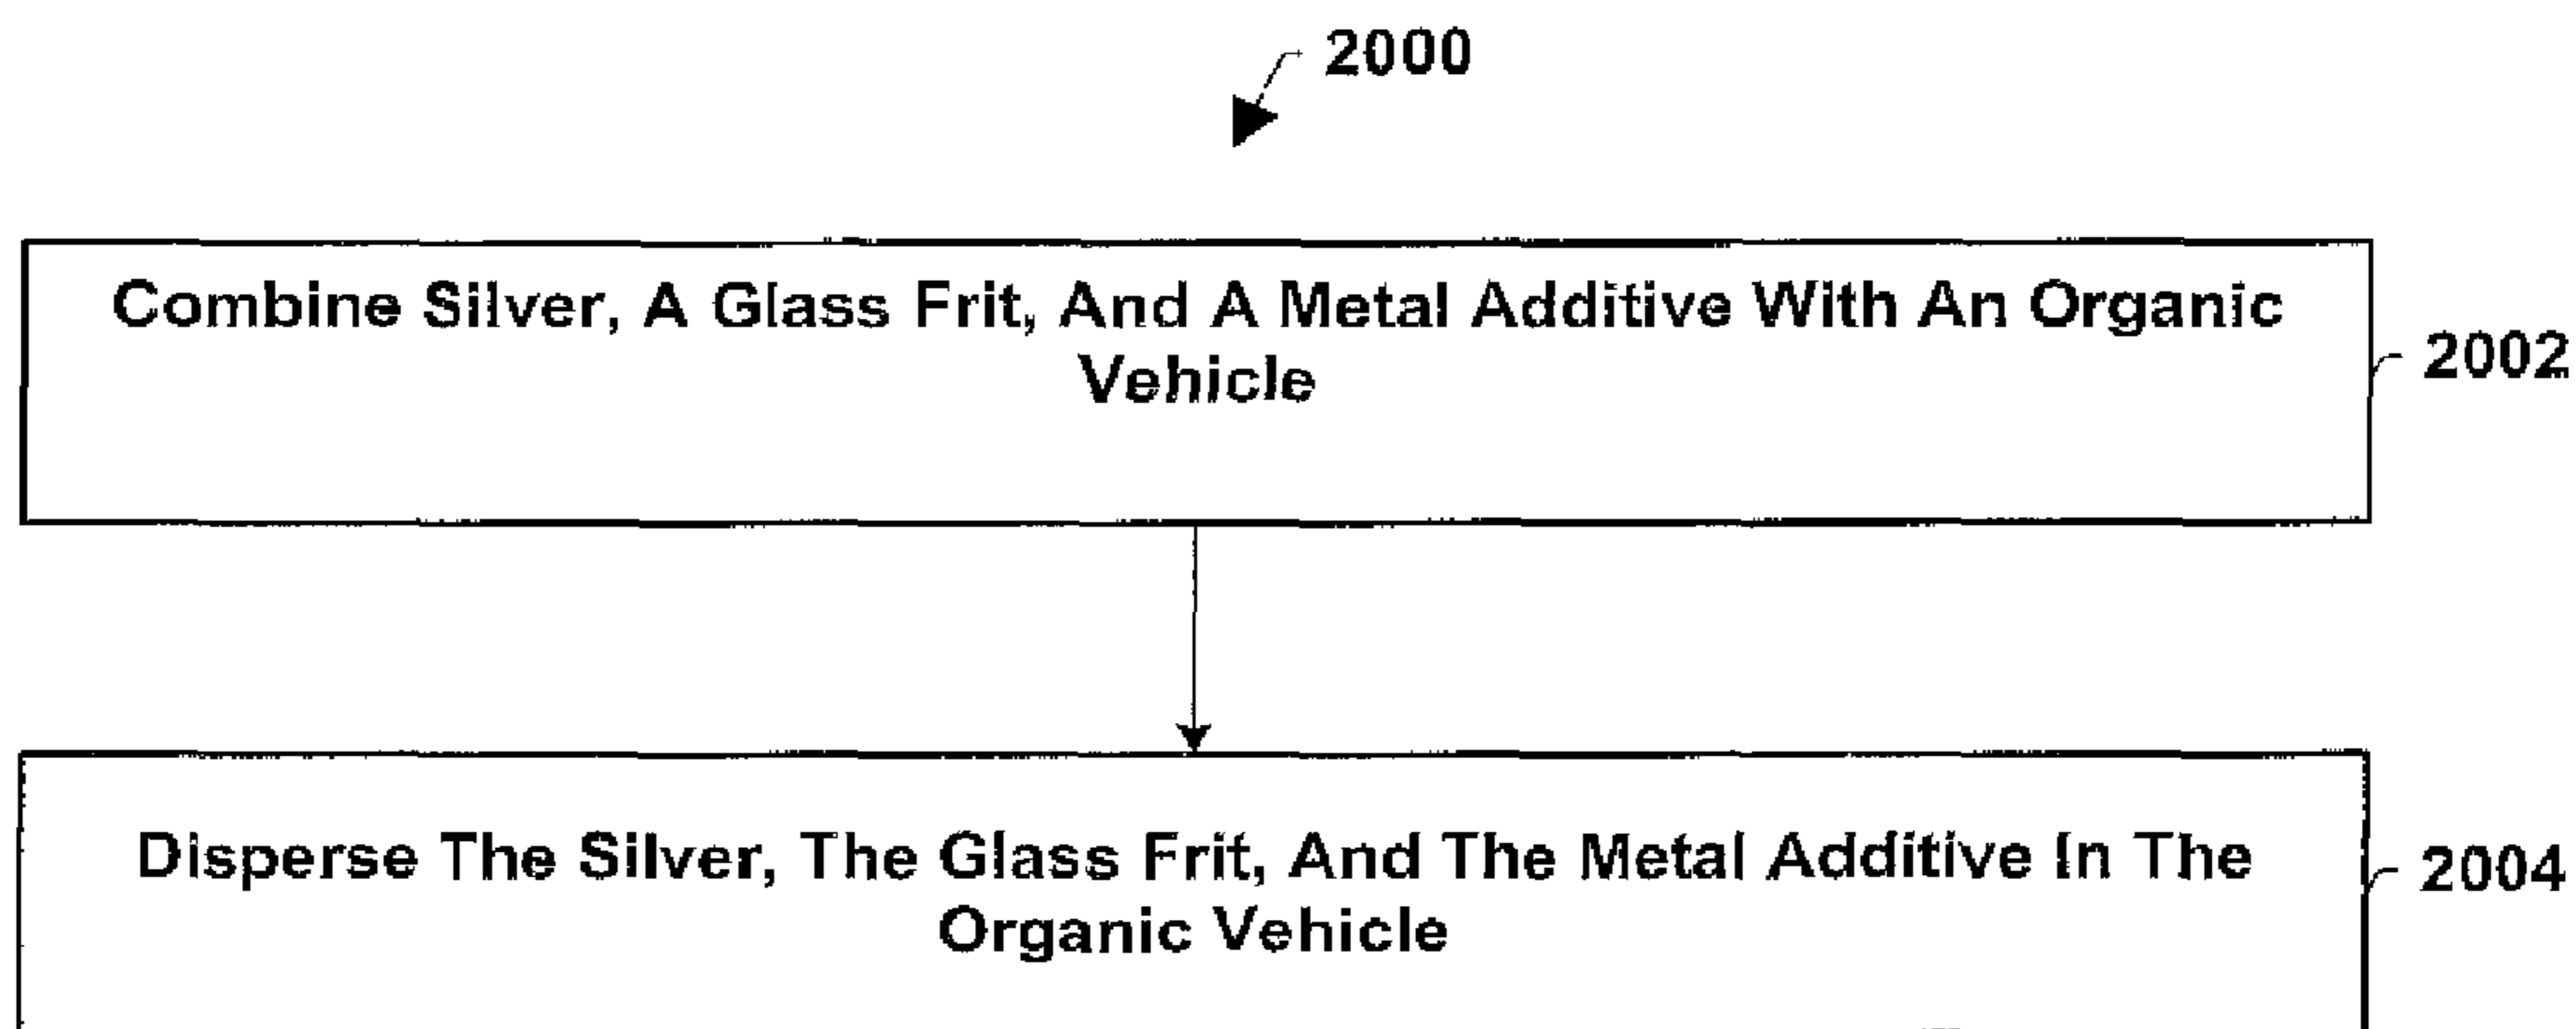 2000
Combine Silver, A Glass Frit, And A Metal Additive With An Organic
Vehicle
2002
Disperse The Silver, The Glass Frit, And The Metal Additive In The
Organic Vehicle
2004